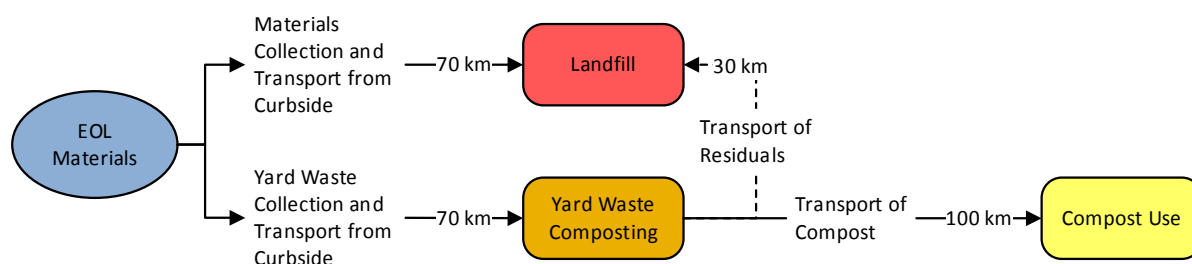 EOL
Materials
Materials
Collection and
Transport from
Curbside
70 km
Landfill
30 km
Transport of
Residuals
Yard Waste
Collection and
Transport from
Curbside
70 km
Yard Waste
Composting
Transport of
Compost
100 km
Compost Use